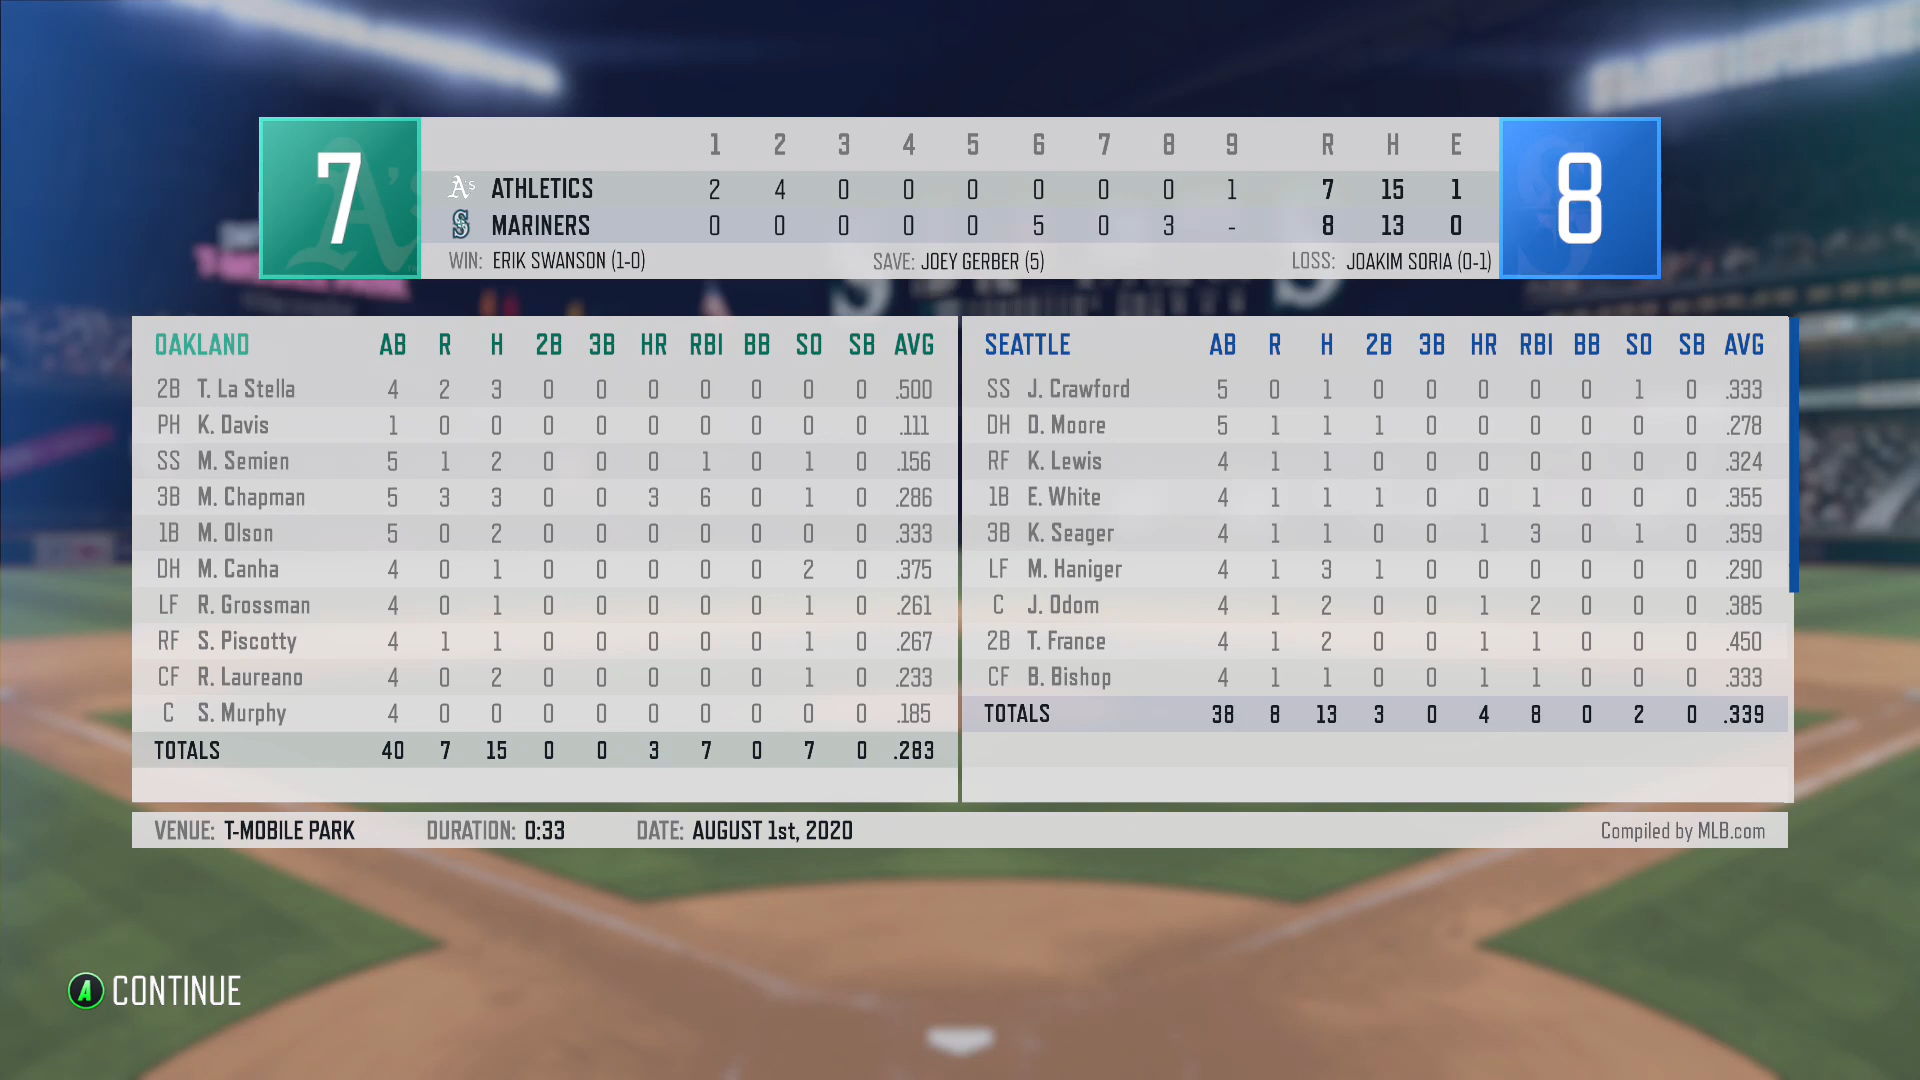 7
1 2 3 4 5 6 7 8 9 R H E
A's ATHLETICS 2 4 0 0 0 0 0 0 1 7 15 1
S MARINERS 0 0 0 0 0 5 0 3 - 8 13 0
WIN: ERIK SWANSON (1-0) SAVE: JOEY GERBER (5) LOSS: JOAKIM SORIA (0-1)
8
OAKLAND AB R H 2B 3B HR RBI BB SO SB AVG
2B T. La Stella 4 2 3 0 0 0 0 0 0 0 .500
PH K. Davis 1 0 0 0 0 0 0 0 0 0 .111
SS M. Semien 5 1 2 0 0 0 1 0 1 0 .156
3B M. Chapman 5 3 3 0 0 3 6 0 1 0 .286
1B M. Olson 5 0 2 0 0 0 0 0 0 0 .333
DH M. Canha 4 0 1 0 0 0 0 0 2 0 .375
LF R. Grossman 4 0 1 0 0 0 0 0 1 0 .261
RF S. Piscotty 4 1 1 0 0 0 0 0 1 0 .267
CF R. Laureano 4 0 2 0 0 0 0 0 1 0 .233
C S. Murphy 4 0 0 0 0 0 0 0 0 0 .185
TOTALS 40 7 15 0 0 3 7 0 7 0 .283
SEATTLE AB R H 2B 3B HR RBI BB SO SB AVG
SS J. Crawford 5 0 1 0 0 0 0 0 1 0 .333
DH D. Moore 5 1 1 1 0 0 0 0 0 0 .278
RF K. Lewis 4 1 1 0 0 0 0 0 0 0 .324
1B E. White 4 1 1 1 0 0 1 0 0 0 .355
3B K. Seager 4 1 1 0 0 1 3 0 1 0 .359
LF M. Haniger 4 1 3 1 0 0 0 0 0 0 .290
C J. Odom 4 1 2 0 0 1 2 0 0 0 .385
2B T. France 4 1 2 0 0 1 1 0 0 0 .450
CF B. Bishop 4 1 1 0 0 1 1 0 0 0 .333
TOTALS 38 8 13 3 0 4 8 0 2 0 .339
VENUE: T-MOBILE PARK DURATION: 0:33 DATE: AUGUST 1st, 2020 Compiled by MLB.com
A CONTINUE